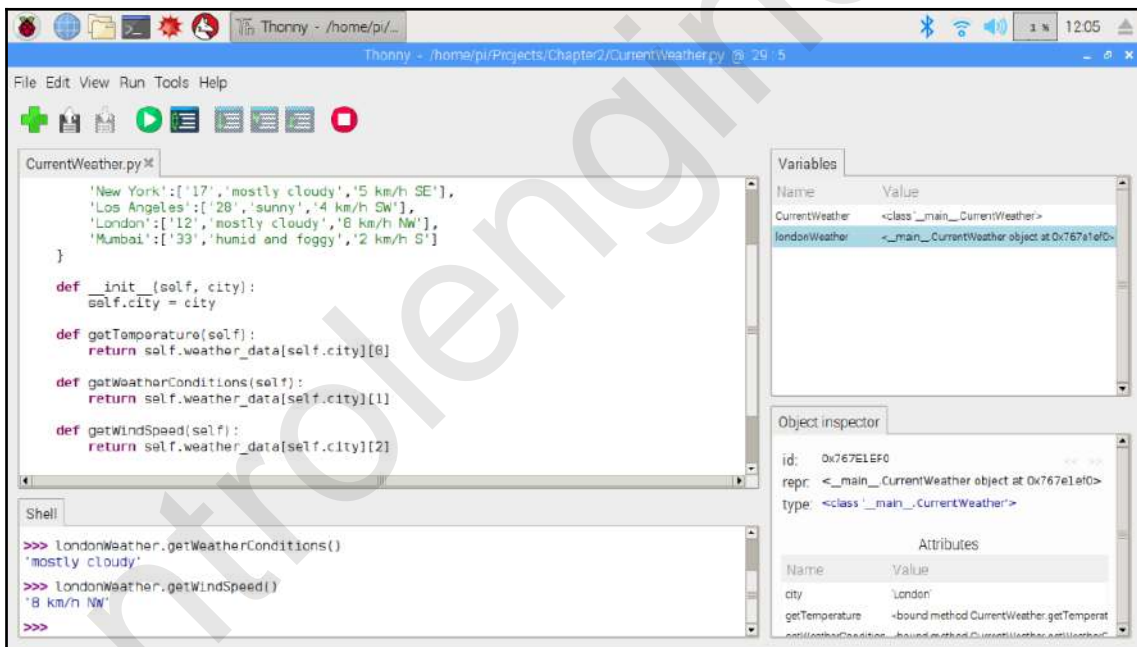 Thonny - /home/pi/...
1 %
12:05
Thonny - /home/pi/Projects/Chapter2/CurrentWeather.py @ 29 : 5
File Edit View Run Tools Help
CurrentWeather.py
'New York':['17','mostly cloudy','5 km/h SE'],
'Los Angeles':['28','sunny','4 km/h SW'],
'London':['12','mostly cloudy','8 km/h NW'],
'Mumbai':['33','humid and foggy','2 km/h S']
}
def __init__(self, city):
self.city = city
def getTemperature(self):
return self.weather_data[self.city][0]
def getWeatherConditions(self):
return self.weather_data[self.city][1]
def getWindSpeed(self):
return self.weather_data[self.city][2]
Shell
>>> londonWeather.getWeatherConditions()
'mostly cloudy'
>>> londonWeather.getWindSpeed()
'8 km/h NW'
>>>
Variables
Name Value
CurrentWeather <class '__main__.CurrentWeather'>
londonWeather <__main__.CurrentWeather object at 0x767e1ef0>
Object inspector
id: 0x767E1EF0 << >>
repr: <__main__.CurrentWeather object at 0x767e1ef0>
type: <class '__main__.CurrentWeather'>
Attributes
Name Value
city 'London'
getTemperature <bound method CurrentWeather.getTemperat
ntrolengin